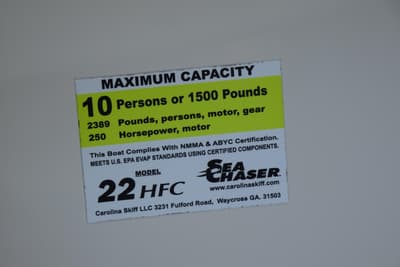 MAXIMUM CAPACITY
10 Persons or 1500 Pounds
2389 Pounds, persons, motor, gear
250 Horsepower, motor
This Boat Complies With NMMA & ABYC Certification.
MEETS U.S. EPA EVAP STANDARDS USING CERTIFIED COMPONENTS.
MODEL
22 HFC
SEA CHASER
www.carolinaskiff.com
Carolina Skiff LLC 3231 Fulford Road, Waycross GA. 31503